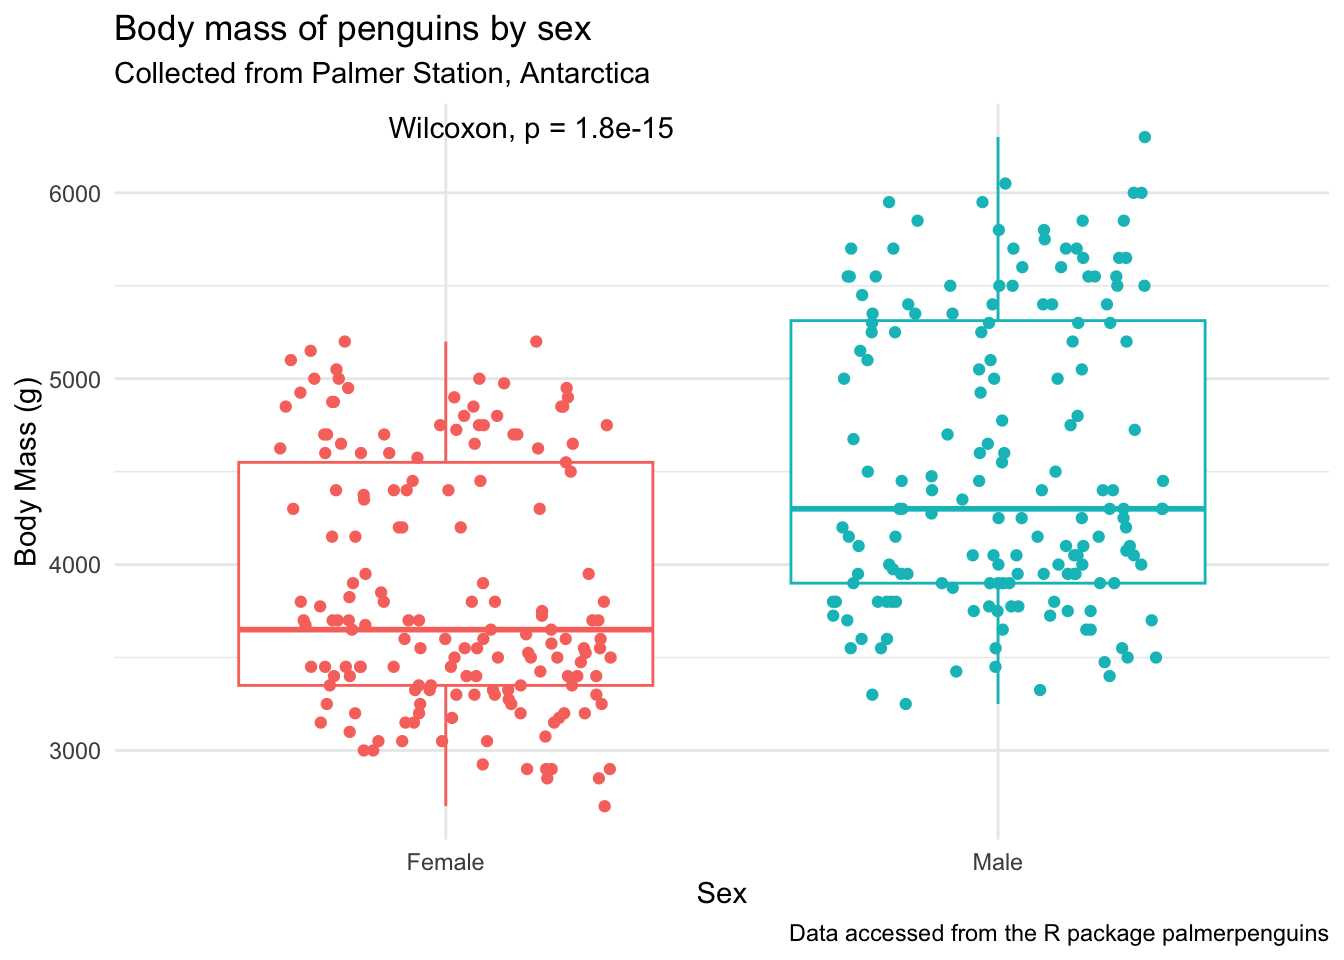 Body mass of penguins by sex
Collected from Palmer Station, Antarctica
Wilcoxon, p = 1.8e-15
6000
5000
4000
3000
Body Mass (g)
Female
Male
Sex
Data accessed from the R package palmerpenguins